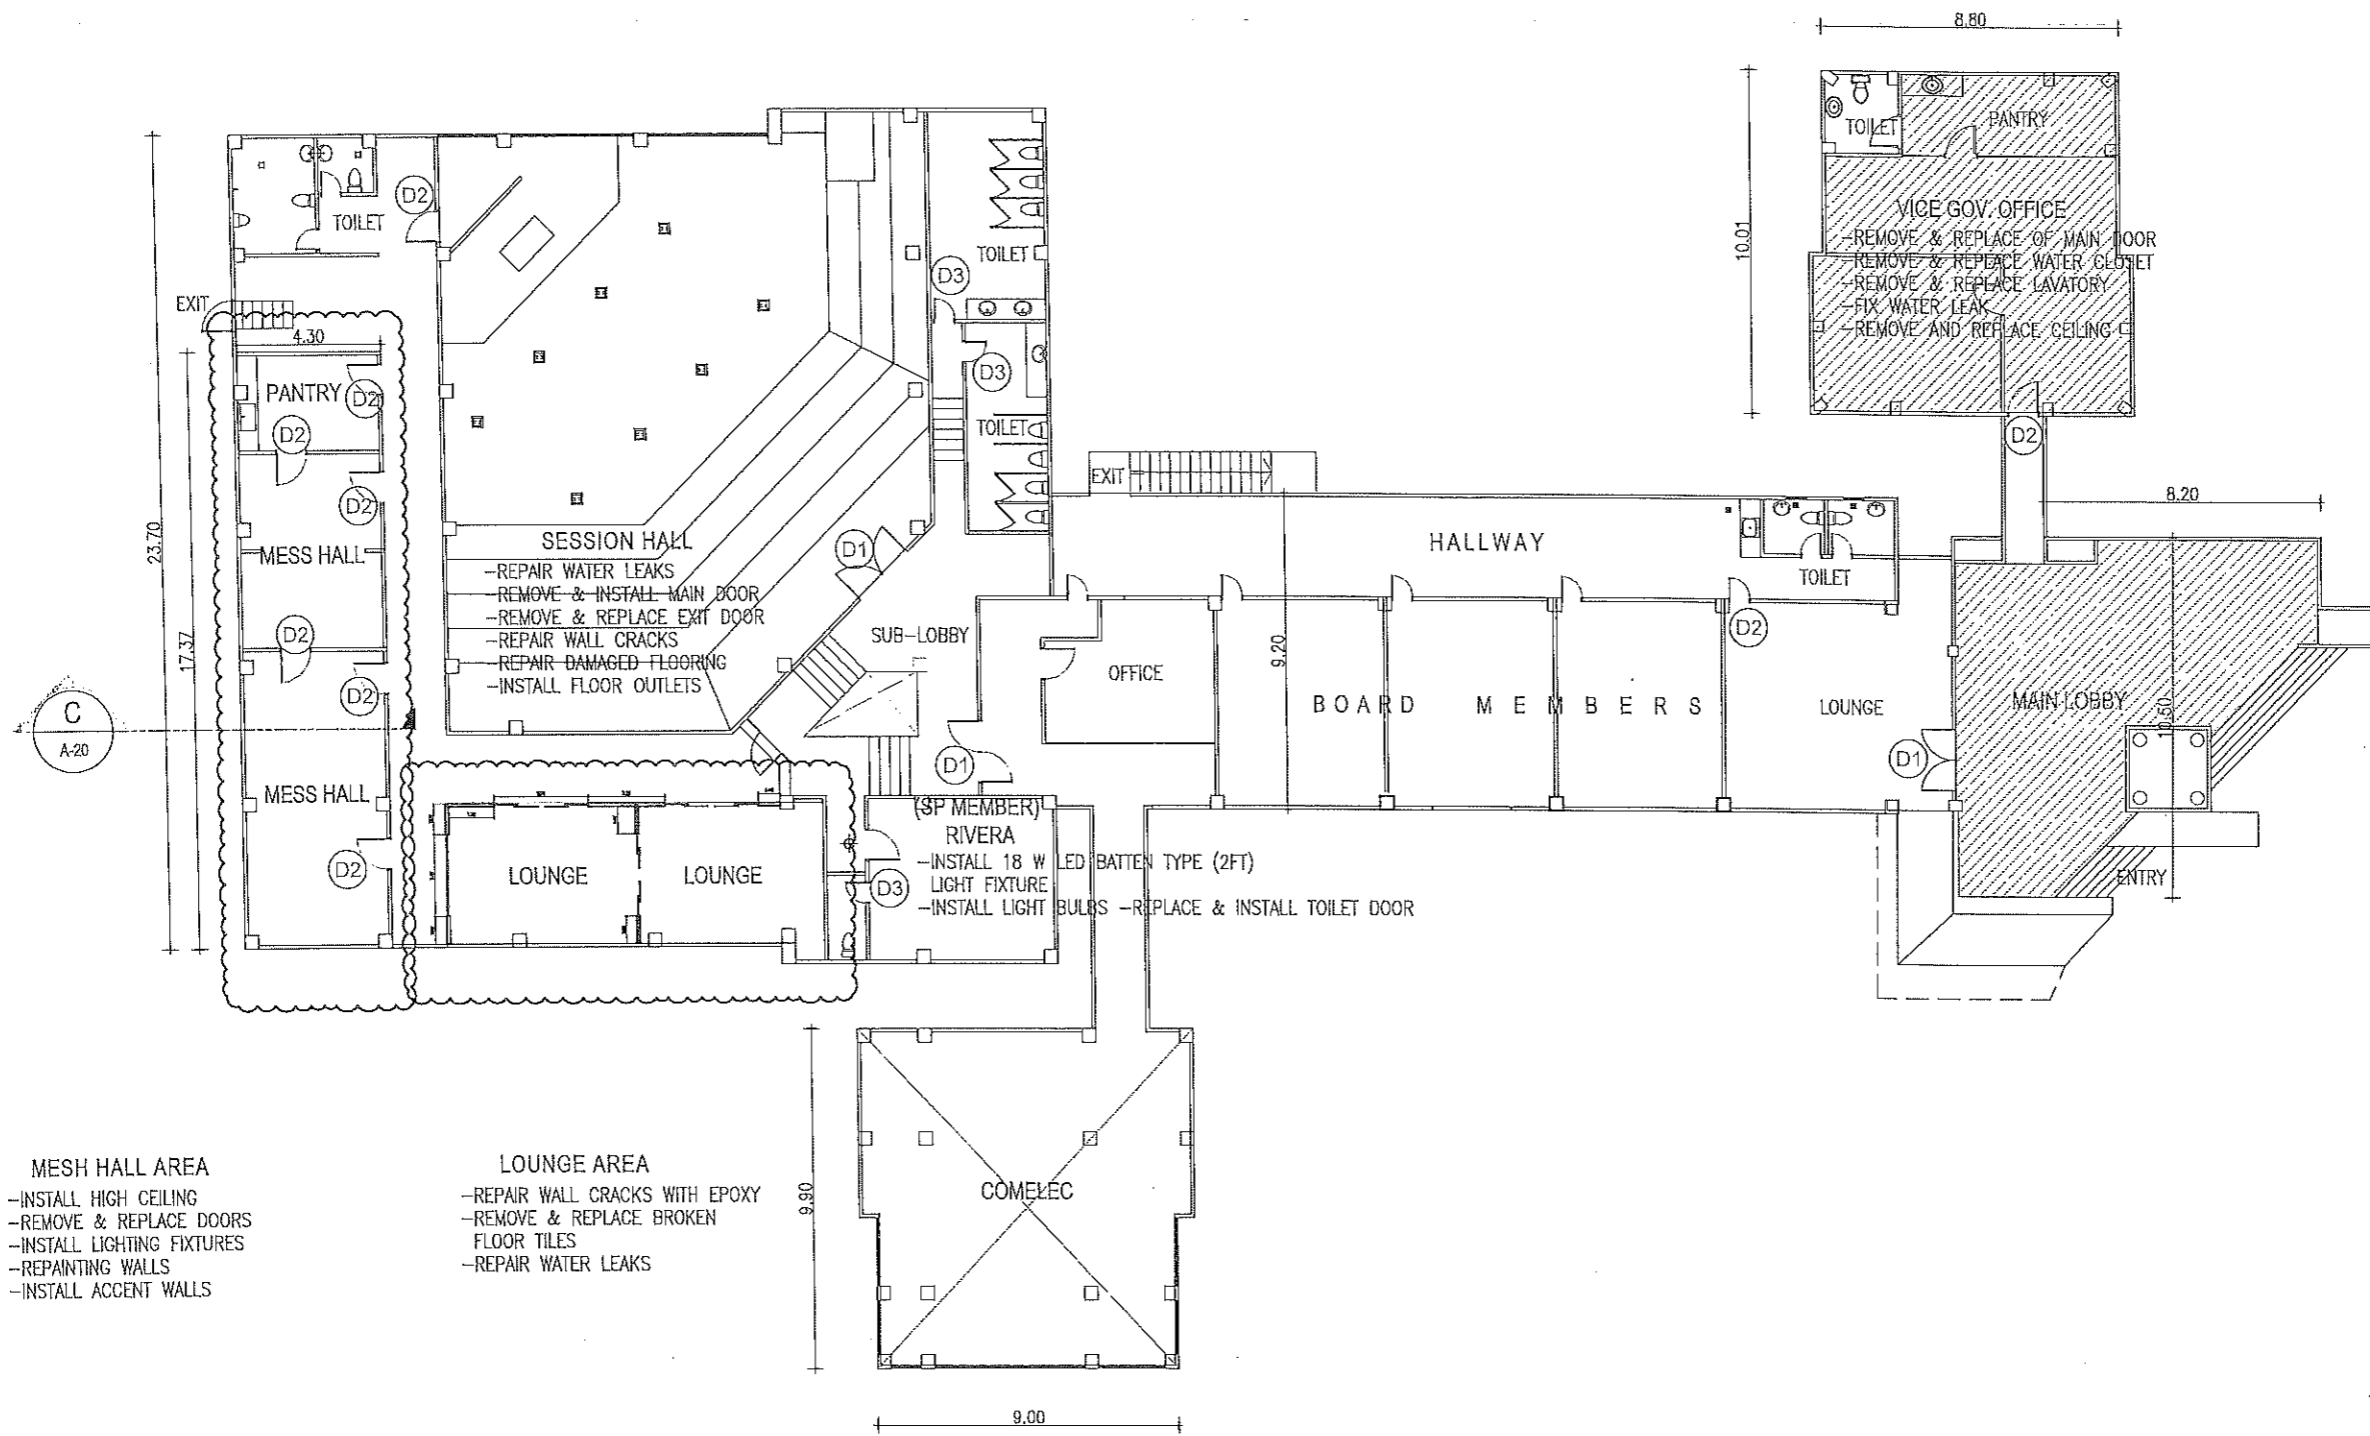 8.80
TOILET
PANTRY
10.01
VICE GOV. OFFICE
-REMOVE & REPLACE OF MAIN DOOR
-REMOVE & REPLACE WATER CLOSET
-REMOVE & REPLACE LAVATORY
-FIX WATER LEAK
-REMOVE AND REPLACE CEILING
D2
8.20
D2
TOILET
EXIT
4.30
PANTRY
D2
D2
D2
MESS HALL
D2
D2
MESS HALL
D2
23.70
17.37
C
A-20
TOILET
D3
D3
TOILET
SESSION HALL
-REPAIR WATER LEAKS
-REMOVE & INSTALL MAIN DOOR
-REMOVE & REPLACE EXIT DOOR
-REPAIR WALL CRACKS
-REPAIR DAMAGED FLOORING
-INSTALL FLOOR OUTLETS
D1
SUB-LOBBY
EXIT
HALLWAY
TOILET
9.20
OFFICE
BOARD MEMBERS
D2
LOUNGE
D1
MAIN LOBBY
10.50
ENTRY
D1
LOUNGE
LOUNGE
(SP MEMBER)
RIVERA
-INSTALL 18 W LED BATTEN TYPE (2FT)
LIGHT FIXTURE
-INSTALL LIGHT BULBS -REPLACE & INSTALL TOILET DOOR
D3
COMELEC
9.90
9.00
MESH HALL AREA
-INSTALL HIGH CEILING
-REMOVE & REPLACE DOORS
-INSTALL LIGHTING FIXTURES
-REPAINTING WALLS
-INSTALL ACCENT WALLS
LOUNGE AREA
-REPAIR WALL CRACKS WITH EPOXY
-REMOVE & REPLACE BROKEN
FLOOR TILES
-REPAIR WATER LEAKS